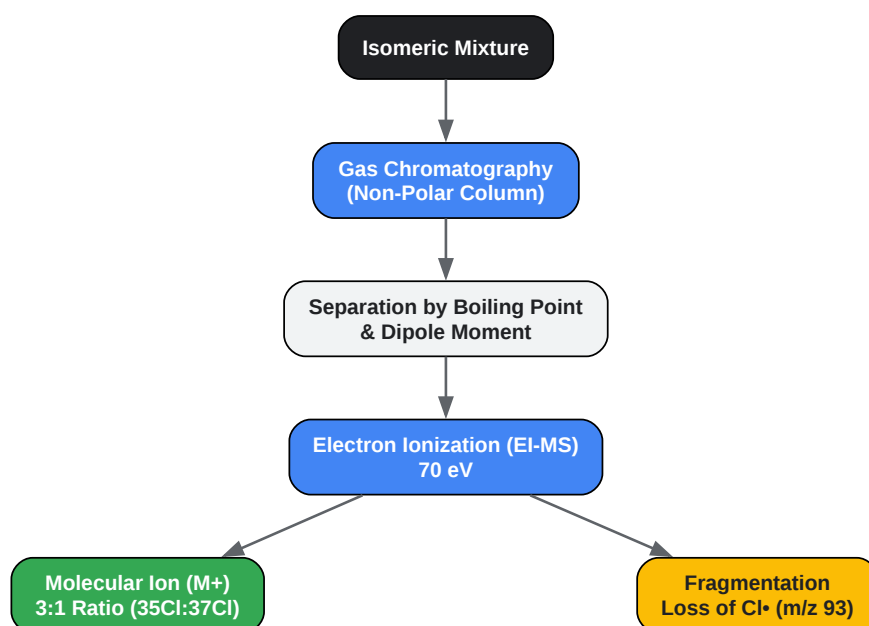 Isomeric Mixture
Gas Chromatography
(Non-Polar Column)
Separation by Boiling Point
& Dipole Moment
Electron Ionization (EI-MS)
70 eV
Molecular Ion (M+)
3:1 Ratio (35Cl:37Cl)
Fragmentation
Loss of Cl• (m/z 93)